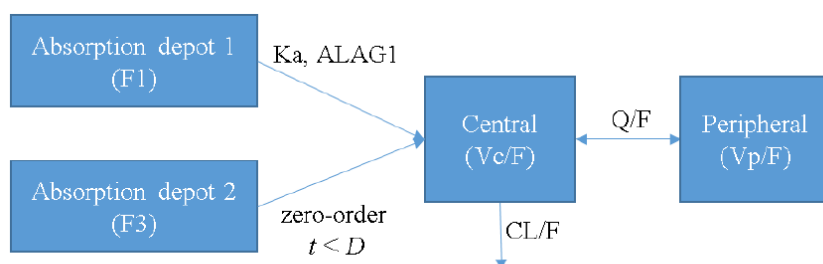 Absorption depot 1
(F1)
Ka, ALAG1
Central
(Vc/F)
Q/F
Peripheral
(Vp/F)
Absorption depot 2
(F3)
zero-order
t < D
CL/F